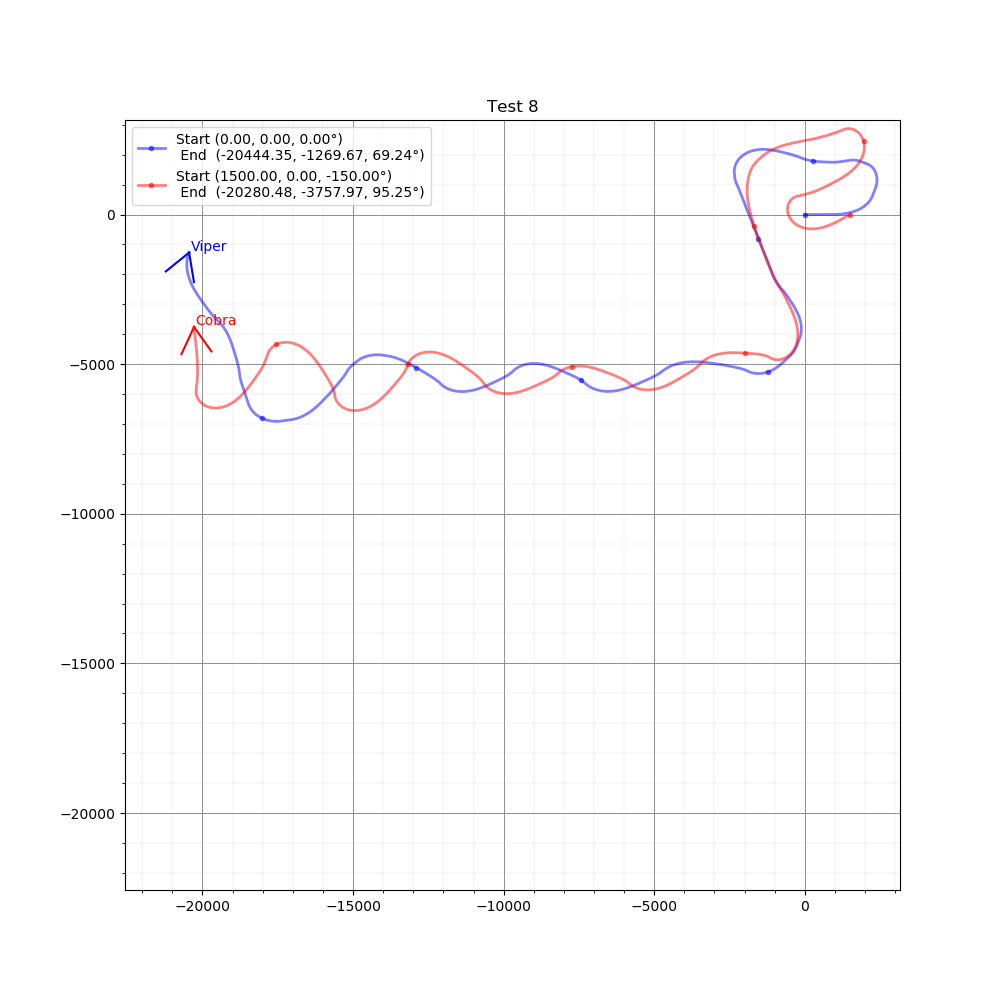 Test 8
Start (0.00, 0.00, 0.00°)
End (-20444.35, -1269.67, 69.24°)
Start (1500.00, 0.00, -150.00°)
End (-20280.48, -3757.97, 95.25°)
0
Viper
Cobra
−5000
−10000
−15000
−20000
−20000 −15000 −10000 −5000 0